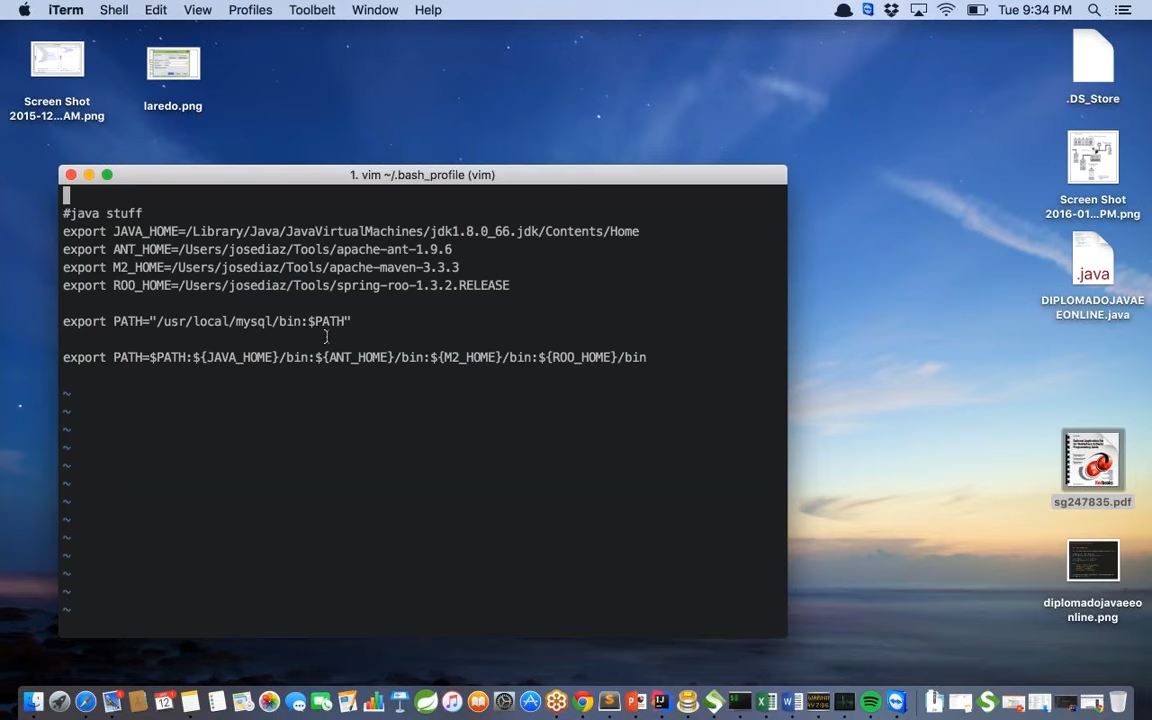 iTerm Shell Edit View Profiles Toolbelt Window Help Tue 9:34 PM
Screen Shot
2015-12...AM.png
laredo.png
.DS_Store
Screen Shot
2016-01...PM.png
.java
DIPLOMADOJAVAE
EONLINE.java
sg247835.pdf
diplomadojavaeeo
nline.png
1. vim ~/.bash_profile (vim)
#java stuff
export JAVA_HOME=/Library/Java/JavaVirtualMachines/jdk1.8.0_66.jdk/Contents/Home
export ANT_HOME=/Users/josediaz/Tools/apache-ant-1.9.6
export M2_HOME=/Users/josediaz/Tools/apache-maven-3.3.3
export ROO_HOME=/Users/josediaz/Tools/spring-roo-1.3.2.RELEASE
export PATH="/usr/local/mysql/bin:$PATH"
export PATH=$PATH:${JAVA_HOME}/bin:${ANT_HOME}/bin:${M2_HOME}/bin:${ROO_HOME}/bin
~
~
~
~
~
~
~
~
~
~
~
~
~